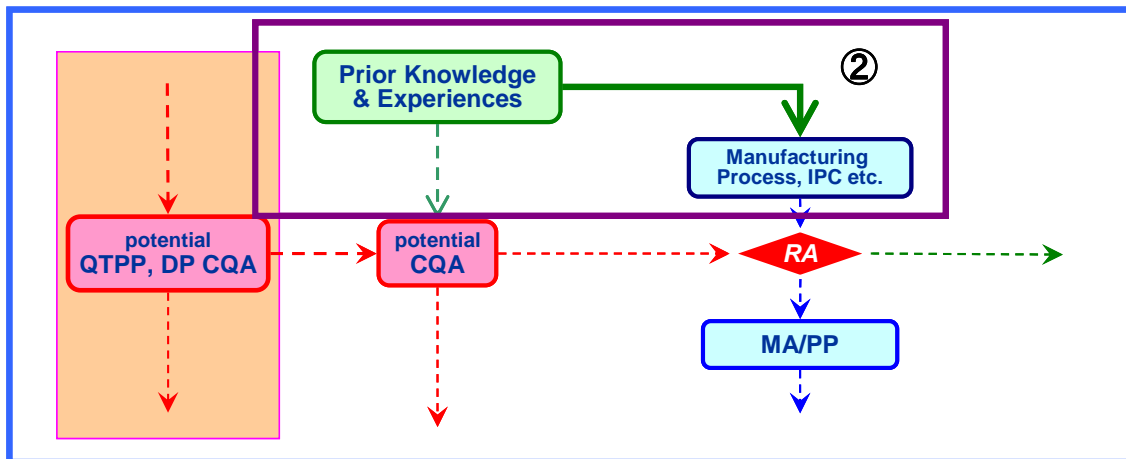 Prior Knowledge
& Experiences
②
Manufacturing
Process, IPC etc.
potential
QTPP, DP CQA
potential
CQA
RA
MA/PP